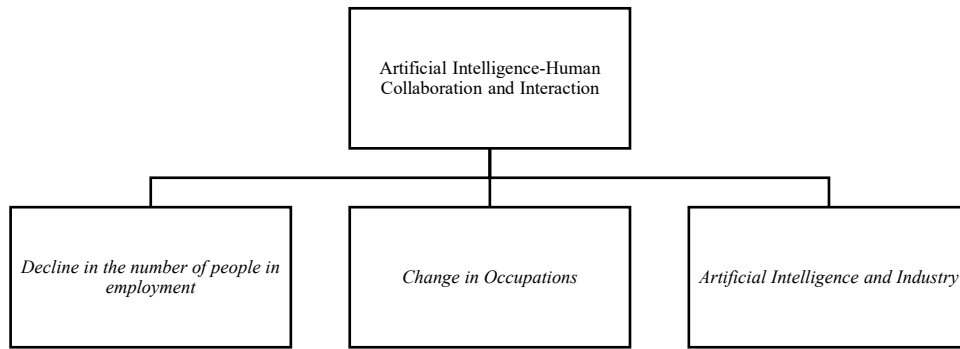 Artificial Intelligence-Human
Collaboration and Interaction
Decline in the number of people in
employment
Change in Occupations
Artificial Intelligence and Industry